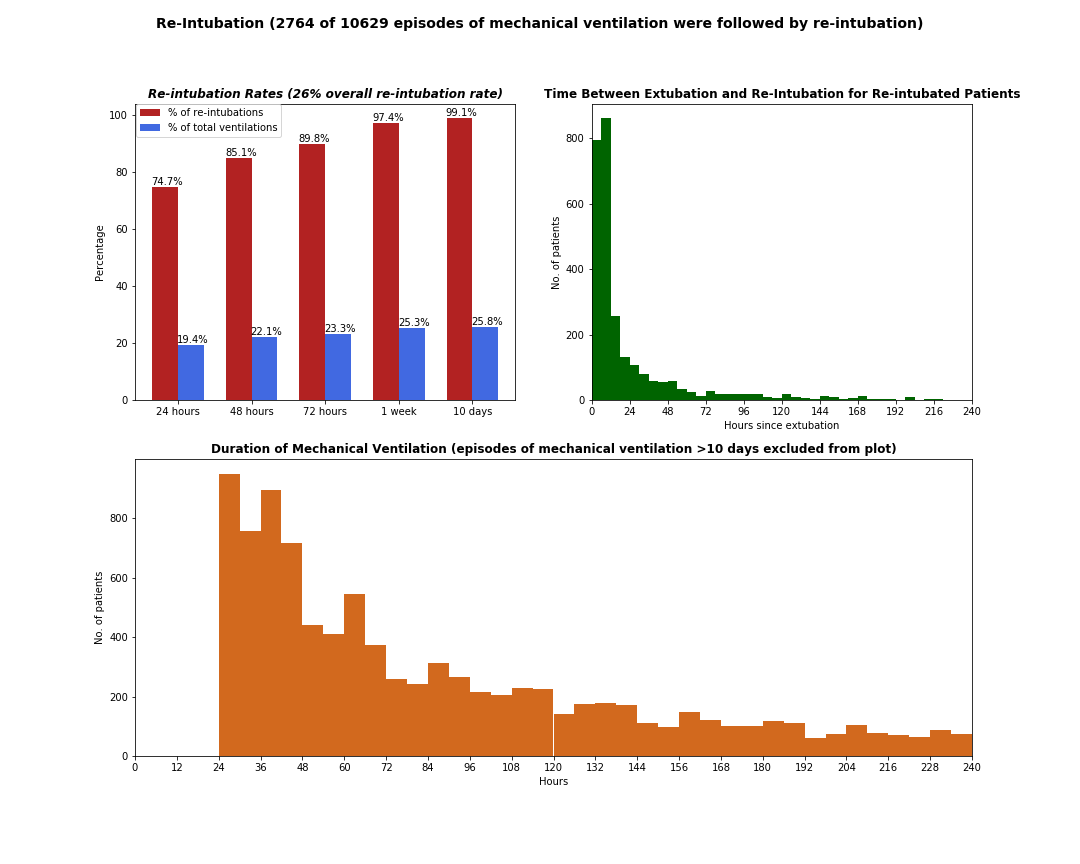 Re-Intubation (2764 of 10629 episodes of mechanical ventilation were followed by re-intubation)
Re-intubation Rates (26% overall re-intubation rate)
% of re-intubations
% of total ventilations
100
80
60
40
20
0
Percentage
74.7%
19.4%
85.1%
22.1%
89.8%
23.3%
97.4%
25.3%
99.1%
25.8%
24 hours 48 hours 72 hours 1 week 10 days
Time Between Extubation and Re-Intubation for Re-intubated Patients
800
600
400
200
0
No. of patients
0 24 48 72 96 120 144 168 192 216 240
Hours since extubation
Duration of Mechanical Ventilation (episodes of mechanical ventilation >10 days excluded from plot)
800
600
400
200
0
No. of patients
0 12 24 36 48 60 72 84 96 108 120 132 144 156 168 180 192 204 216 228 240
Hours